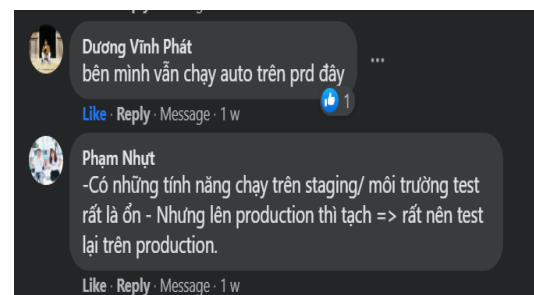 Reply · Message
Dương Vĩnh Phát
bên mình vẫn chạy auto trên prd đây
1
Like · Reply · Message · 1 w
Phạm Nhựt
-Có những tính năng chạy trên staging/ môi trường test
rất là ổn - Nhưng lên production thì tạch => rất nên test
lại trên production.
Like · Reply · Message · 1 w